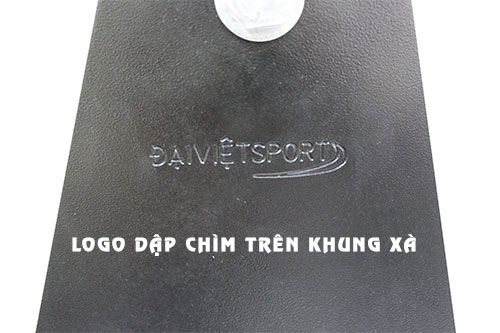 ĐẠIVIỆTSPORT
LOGO DẬP CHÌM TRÊN KHUNG XÀ